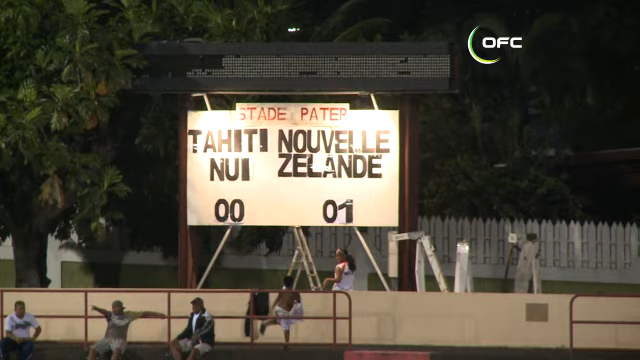 OFC
STADE PATER
TAHITI NOUVELLE
NUI ZELANDE
00 01